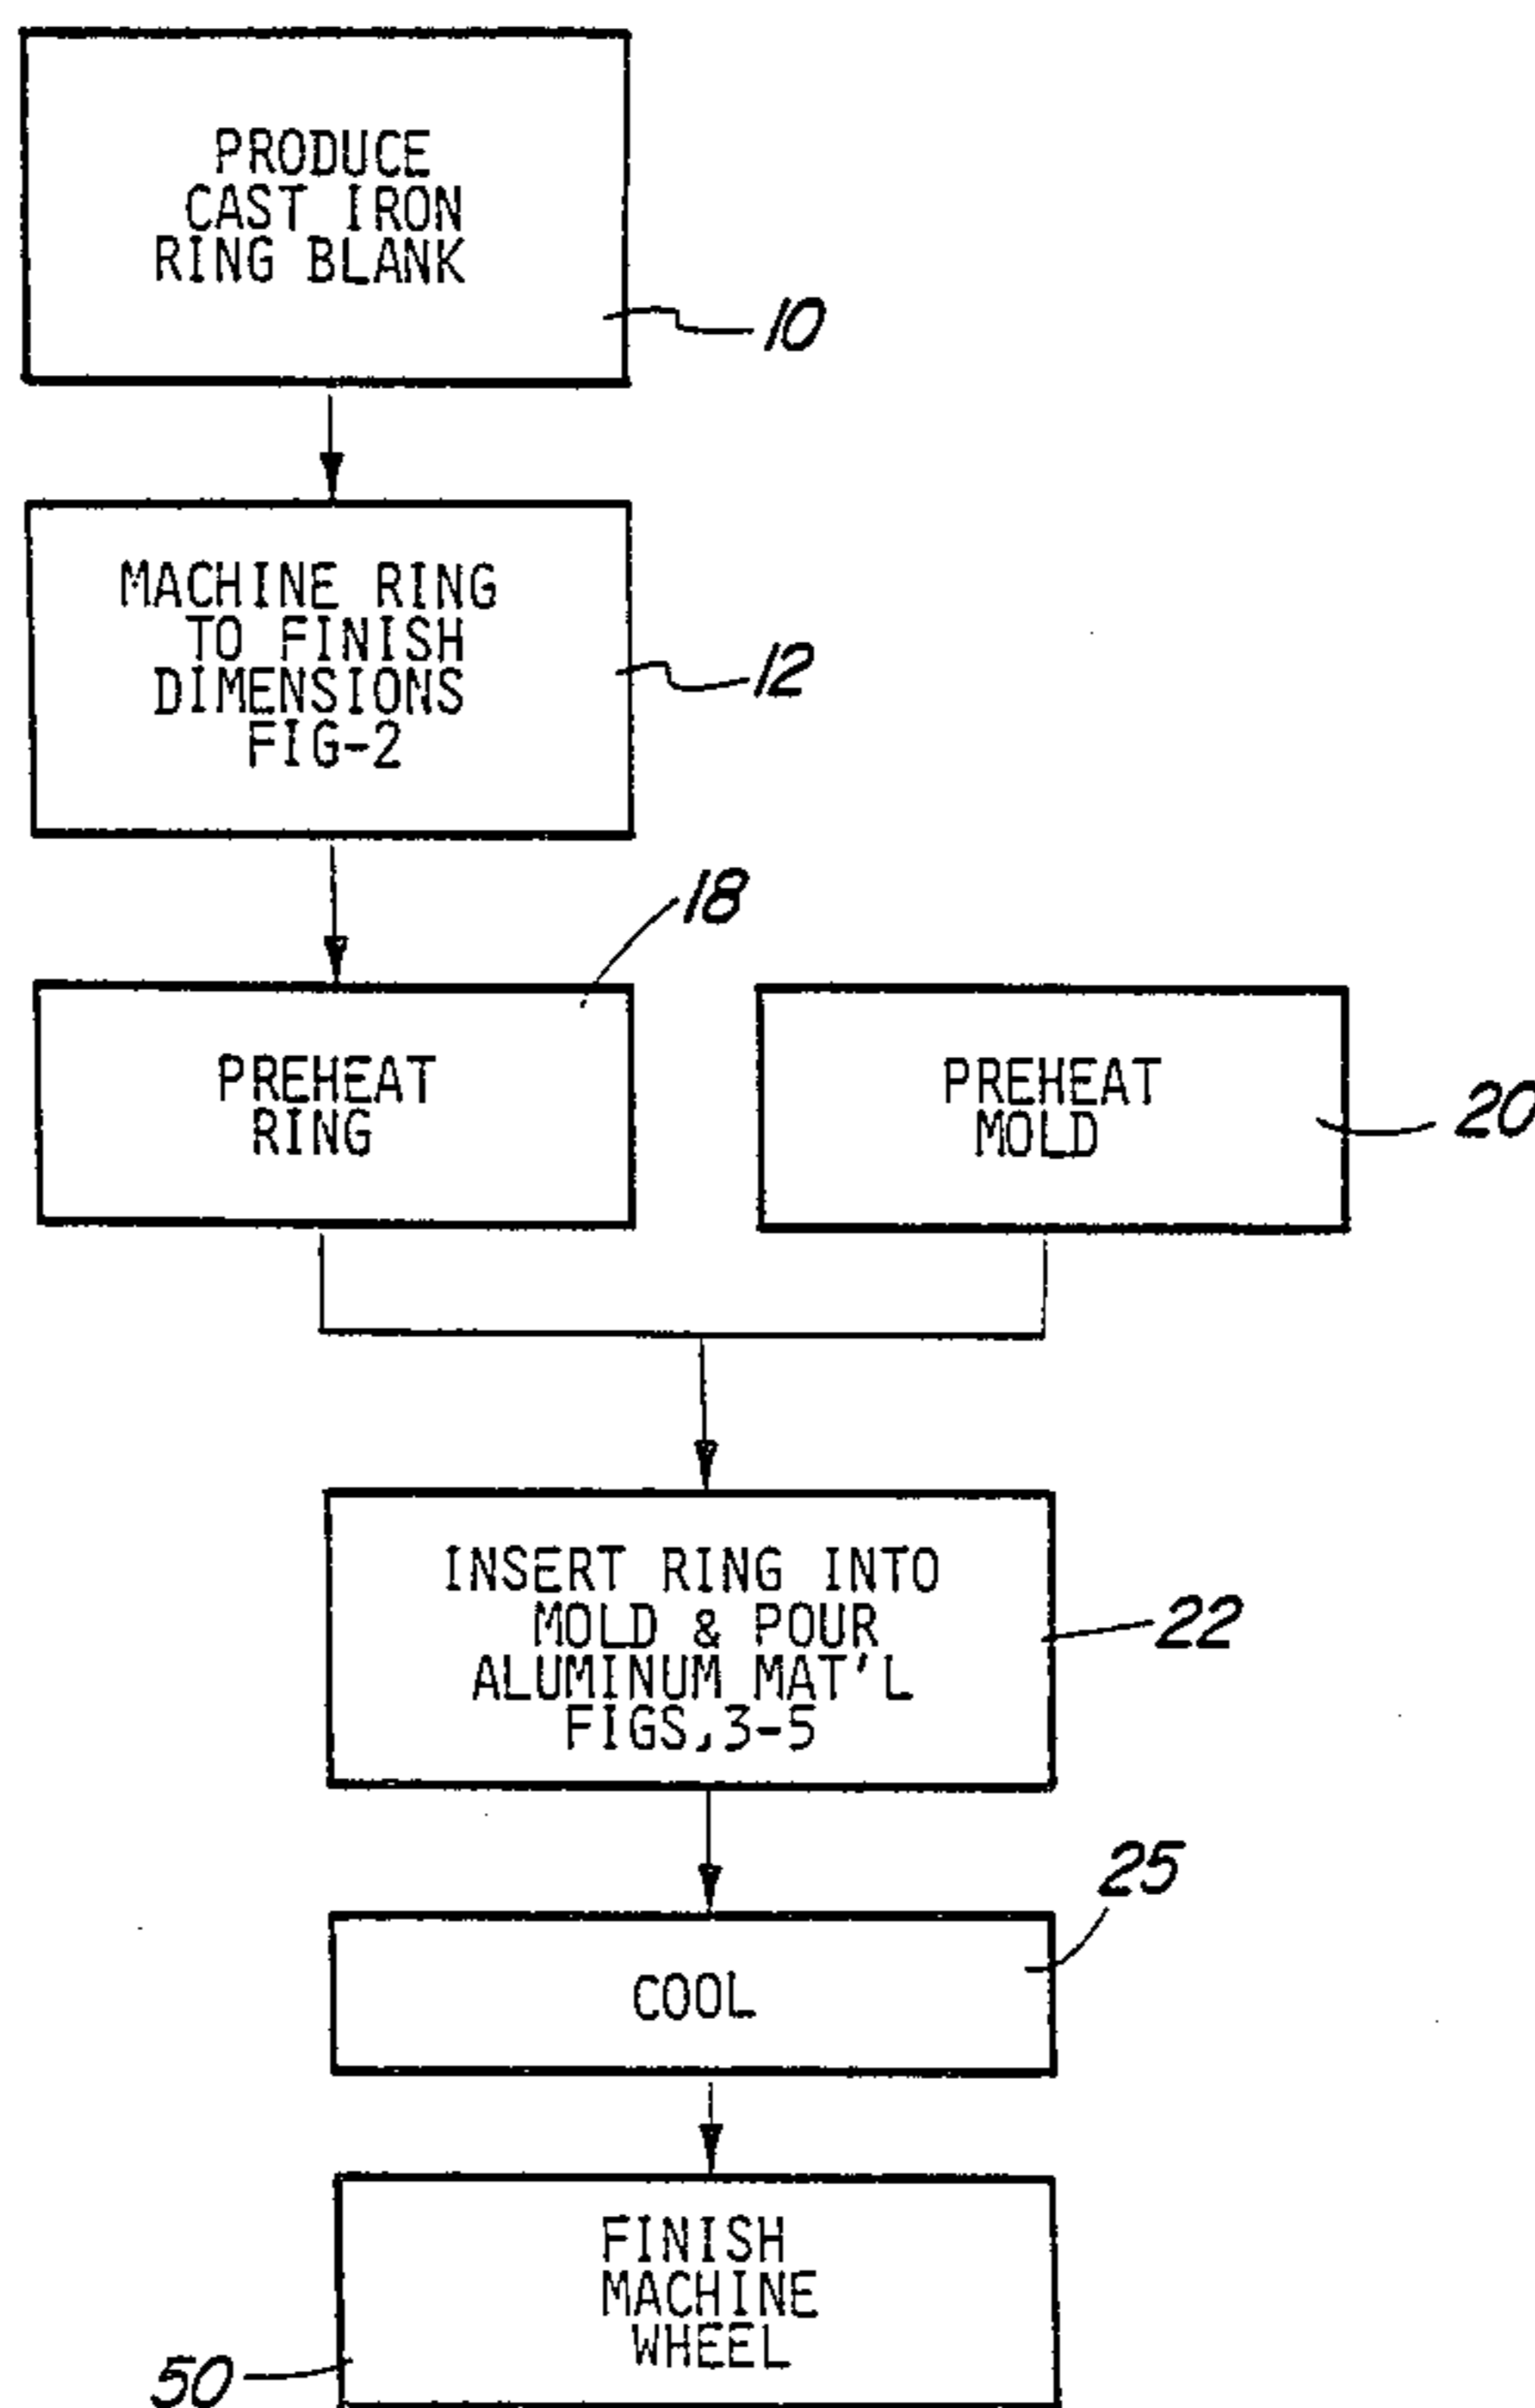 PRODUCE
CAST IRON
RING BLANK
10
MACHINE RING
TO FINISH
DIMENSIONS
FIG-2
12
18
PREHEAT
RING
PREHEAT
MOLD
20
INSERT RING INTO
MOLD & POUR
ALUMINUM MAT'L
FIGS,3-5
22
25
COOL
FINISH
MACHINE
WHEEL
50